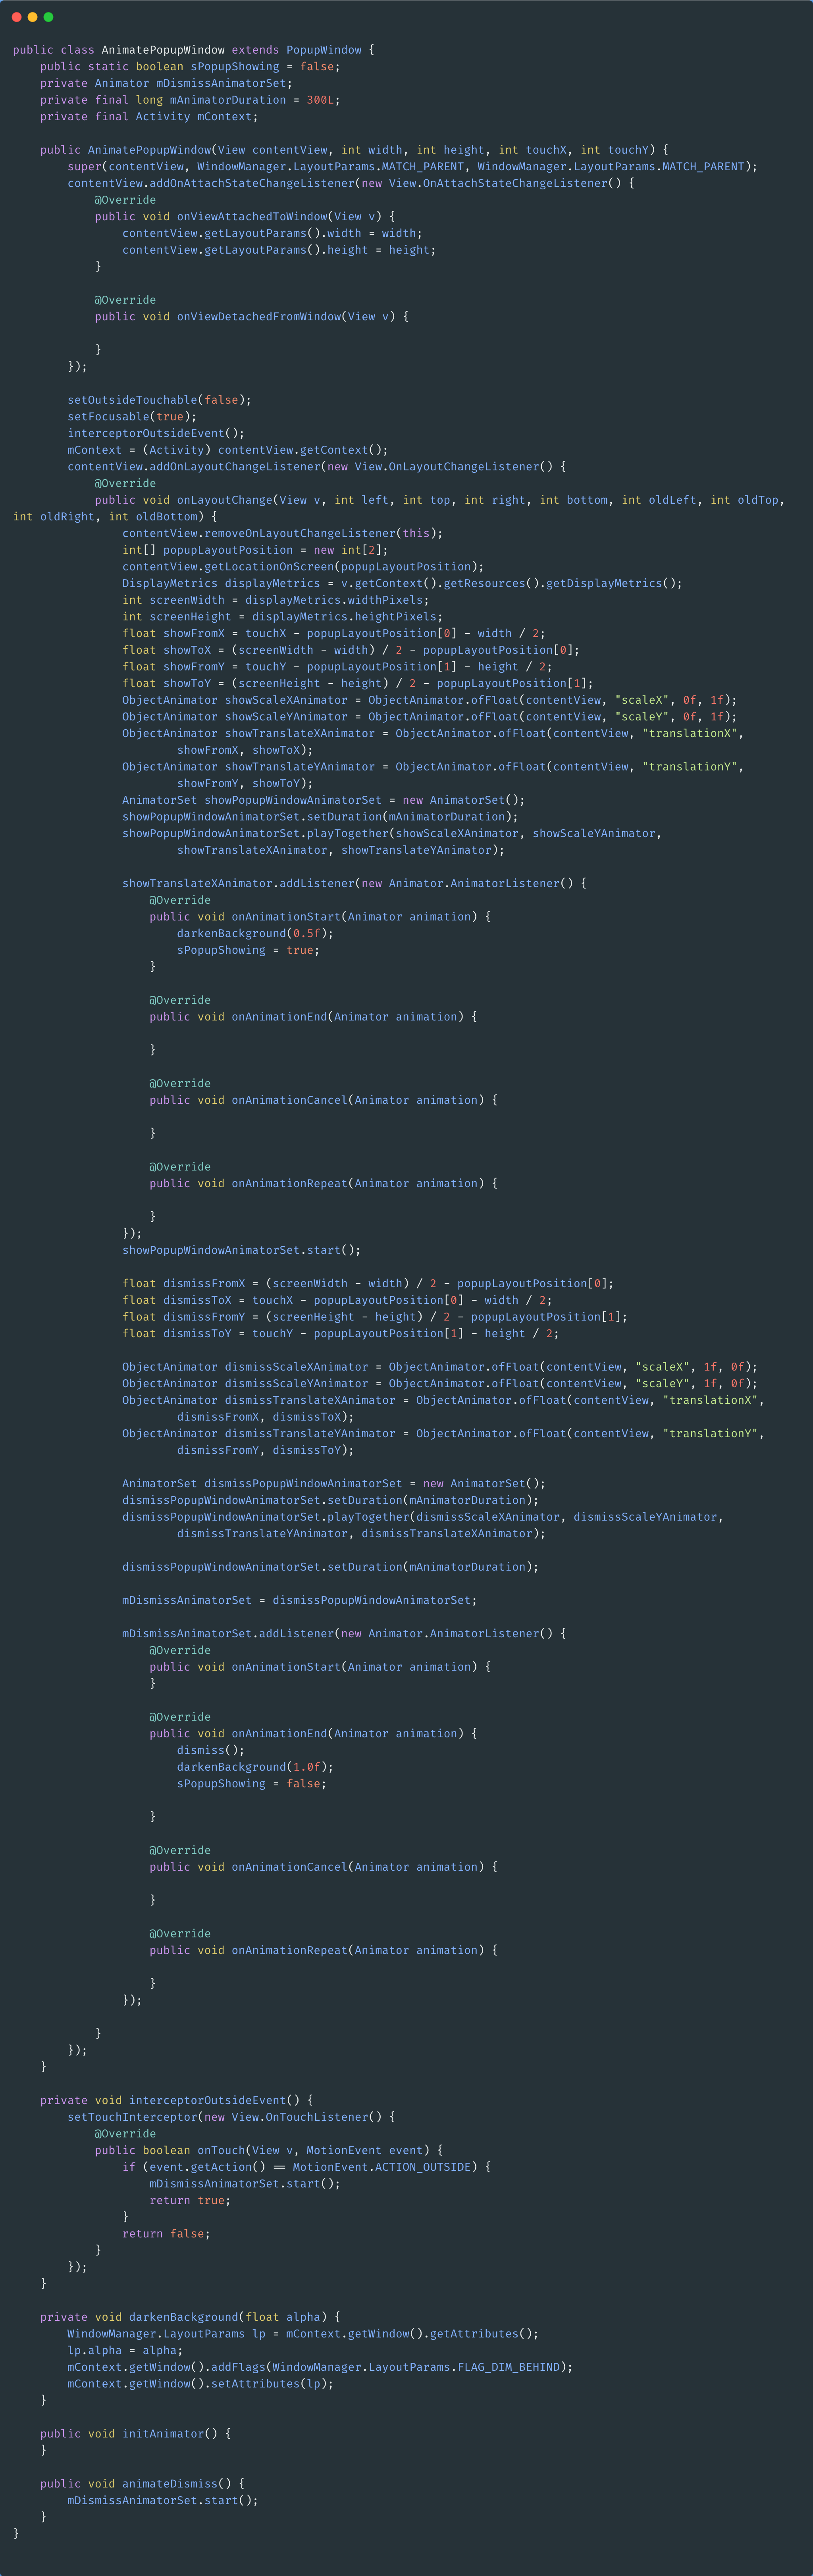 public class AnimatePopupWindow extends PopupWindow {
    public static boolean sPopupShowing = false;
    private Animator mDismissAnimatorSet;
    private final long mAnimatorDuration = 300L;
    private final Activity mContext;

    public AnimatePopupWindow(View contentView, int width, int height, int touchX, int touchY) {
        super(contentView, WindowManager.LayoutParams.MATCH_PARENT, WindowManager.LayoutParams.MATCH_PARENT);
        contentView.addOnAttachStateChangeListener(new View.OnAttachStateChangeListener() {
            @Override
            public void onViewAttachedToWindow(View v) {
                contentView.getLayoutParams().width = width;
                contentView.getLayoutParams().height = height;
            }

            @Override
            public void onViewDetachedFromWindow(View v) {

            }
        });

        setOutsideTouchable(false);
        setFocusable(true);
        interceptorOutsideEvent();
        mContext = (Activity) contentView.getContext();
        contentView.addOnLayoutChangeListener(new View.OnLayoutChangeListener() {
            @Override
            public void onLayoutChange(View v, int left, int top, int right, int bottom, int oldLeft, int oldTop,
int oldRight, int oldBottom) {
                contentView.removeOnLayoutChangeListener(this);
                int[] popupLayoutPosition = new int[2];
                contentView.getLocationOnScreen(popupLayoutPosition);
                DisplayMetrics displayMetrics = v.getContext().getResources().getDisplayMetrics();
                int screenWidth = displayMetrics.widthPixels;
                int screenHeight = displayMetrics.heightPixels;
                float showFromX = touchX - popupLayoutPosition[0] - width / 2;
                float showToX = (screenWidth - width) / 2 - popupLayoutPosition[0];
                float showFromY = touchY - popupLayoutPosition[1] - height / 2;
                float showToY = (screenHeight - height) / 2 - popupLayoutPosition[1];
                ObjectAnimator showScaleXAnimator = ObjectAnimator.ofFloat(contentView, "scaleX", 0f, 1f);
                ObjectAnimator showScaleYAnimator = ObjectAnimator.ofFloat(contentView, "scaleY", 0f, 1f);
                ObjectAnimator showTranslateXAnimator = ObjectAnimator.ofFloat(contentView, "translationX",
                        showFromX, showToX);
                ObjectAnimator showTranslateYAnimator = ObjectAnimator.ofFloat(contentView, "translationY",
                        showFromY, showToY);
                AnimatorSet showPopupWindowAnimatorSet = new AnimatorSet();
                showPopupWindowAnimatorSet.setDuration(mAnimatorDuration);
                showPopupWindowAnimatorSet.playTogether(showScaleXAnimator, showScaleYAnimator,
                        showTranslateXAnimator, showTranslateYAnimator);

                showTranslateXAnimator.addListener(new Animator.AnimatorListener() {
                    @Override
                    public void onAnimationStart(Animator animation) {
                        darkenBackground(0.5f);
                        sPopupShowing = true;
                    }

                    @Override
                    public void onAnimationEnd(Animator animation) {

                    }

                    @Override
                    public void onAnimationCancel(Animator animation) {

                    }

                    @Override
                    public void onAnimationRepeat(Animator animation) {

                    }
                });
                showPopupWindowAnimatorSet.start();

                float dismissFromX = (screenWidth - width) / 2 - popupLayoutPosition[0];
                float dismissToX = touchX - popupLayoutPosition[0] - width / 2;
                float dismissFromY = (screenHeight - height) / 2 - popupLayoutPosition[1];
                float dismissToY = touchY - popupLayoutPosition[1] - height / 2;

                ObjectAnimator dismissScaleXAnimator = ObjectAnimator.ofFloat(contentView, "scaleX", 1f, 0f);
                ObjectAnimator dismissScaleYAnimator = ObjectAnimator.ofFloat(contentView, "scaleY", 1f, 0f);
                ObjectAnimator dismissTranslateXAnimator = ObjectAnimator.ofFloat(contentView, "translationX",
                        dismissFromX, dismissToX);
                ObjectAnimator dismissTranslateYAnimator = ObjectAnimator.ofFloat(contentView, "translationY",
                        dismissFromY, dismissToY);

                AnimatorSet dismissPopupWindowAnimatorSet = new AnimatorSet();
                dismissPopupWindowAnimatorSet.setDuration(mAnimatorDuration);
                dismissPopupWindowAnimatorSet.playTogether(dismissScaleXAnimator, dismissScaleYAnimator,
                        dismissTranslateYAnimator, dismissTranslateXAnimator);

                dismissPopupWindowAnimatorSet.setDuration(mAnimatorDuration);

                mDismissAnimatorSet = dismissPopupWindowAnimatorSet;

                mDismissAnimatorSet.addListener(new Animator.AnimatorListener() {
                    @Override
                    public void onAnimationStart(Animator animation) {
                    }

                    @Override
                    public void onAnimationEnd(Animator animation) {
                        dismiss();
                        darkenBackground(1.0f);
                        sPopupShowing = false;

                    }

                    @Override
                    public void onAnimationCancel(Animator animation) {

                    }

                    @Override
                    public void onAnimationRepeat(Animator animation) {

                    }
                });

            }
        });
    }

    private void interceptorOutsideEvent() {
        setTouchInterceptor(new View.OnTouchListener() {
            @Override
            public boolean onTouch(View v, MotionEvent event) {
                if (event.getAction() == MotionEvent.ACTION_OUTSIDE) {
                    mDismissAnimatorSet.start();
                    return true;
                }
                return false;
            }
        });
    }

    private void darkenBackground(float alpha) {
        WindowManager.LayoutParams lp = mContext.getWindow().getAttributes();
        lp.alpha = alpha;
        mContext.getWindow().addFlags(WindowManager.LayoutParams.FLAG_DIM_BEHIND);
        mContext.getWindow().setAttributes(lp);
    }

    public void initAnimator() {
    }

    public void animateDismiss() {
        mDismissAnimatorSet.start();
    }
}